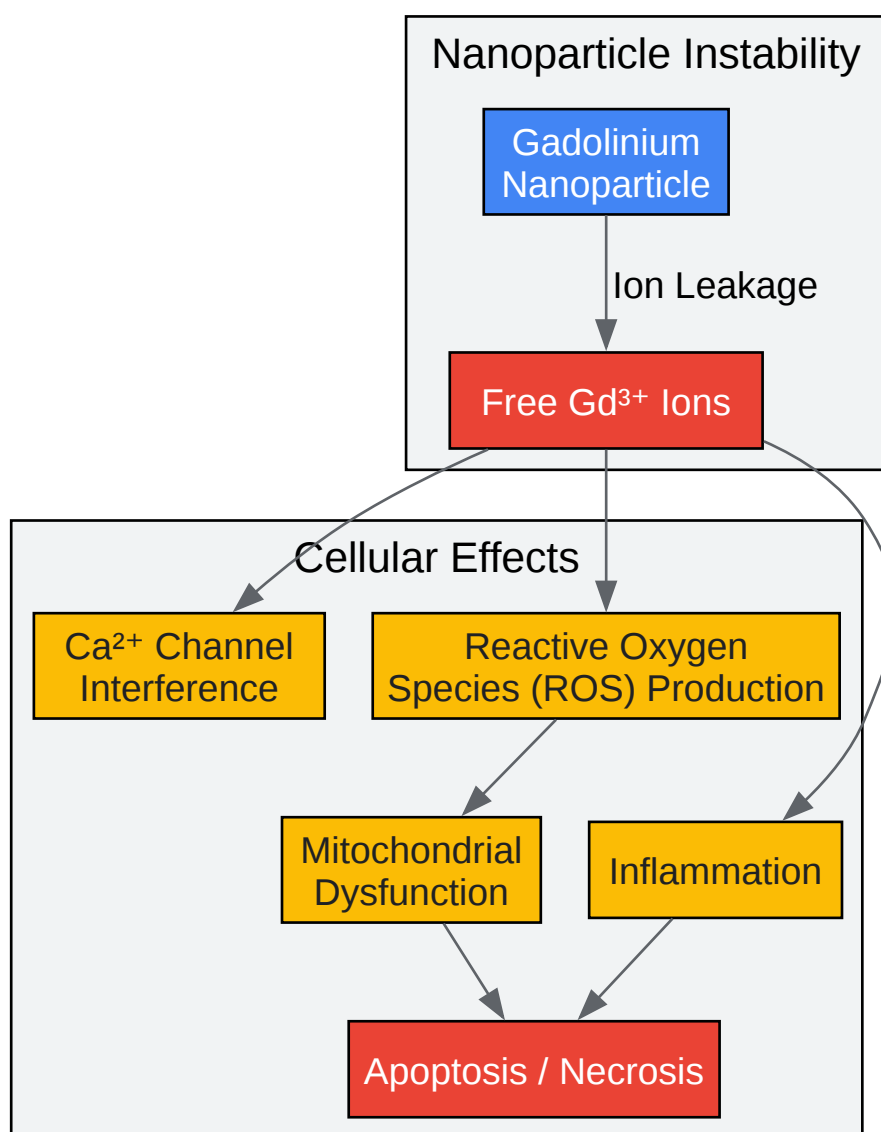 Nanoparticle Instability
Gadolinium
Nanoparticle
Ion Leakage
Free Gd³⁺ Ions
Cellular Effects
Ca²⁺ Channel
Interference
Reactive Oxygen
Species (ROS) Production
Mitochondrial
Dysfunction
Inflammation
Apoptosis / Necrosis